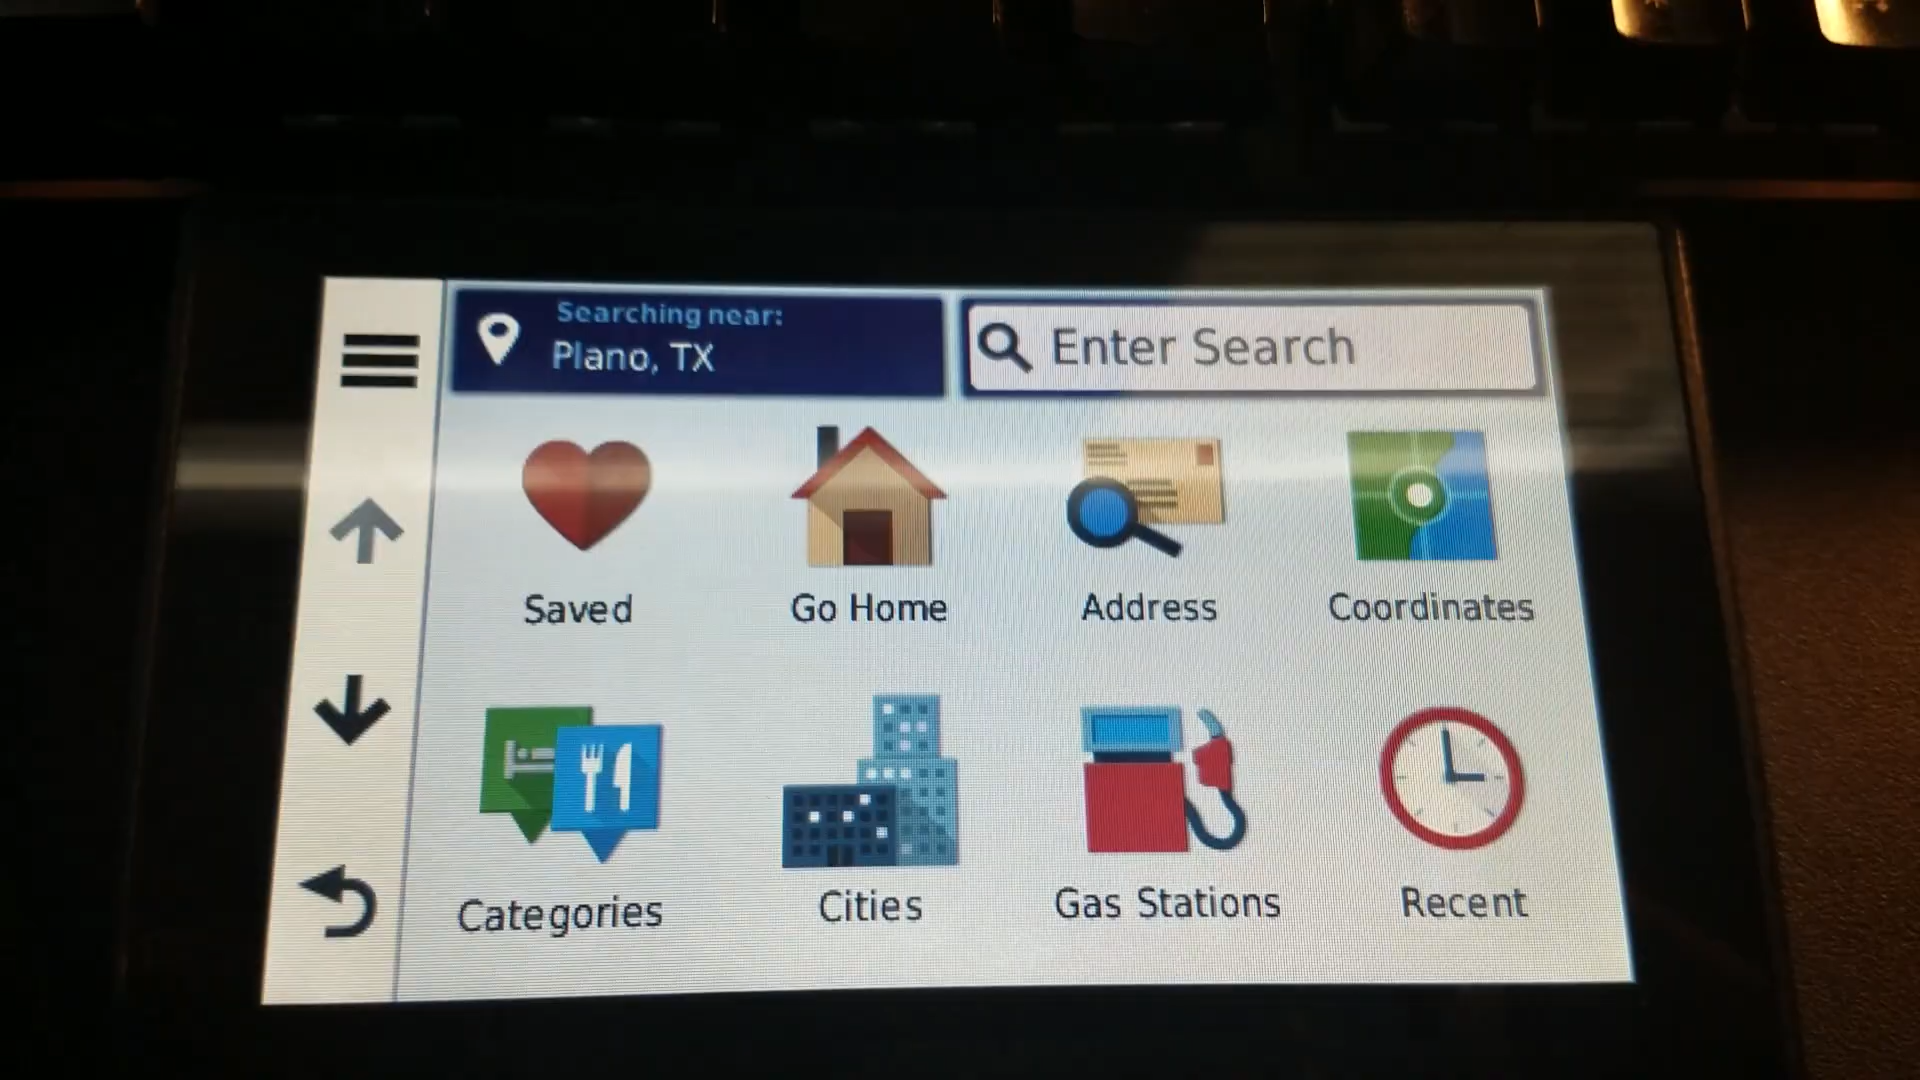 Searching near:
Plano, TX
Enter Search
Saved
Go Home
Address
Coordinates
Categories
Cities
Gas Stations
Recent